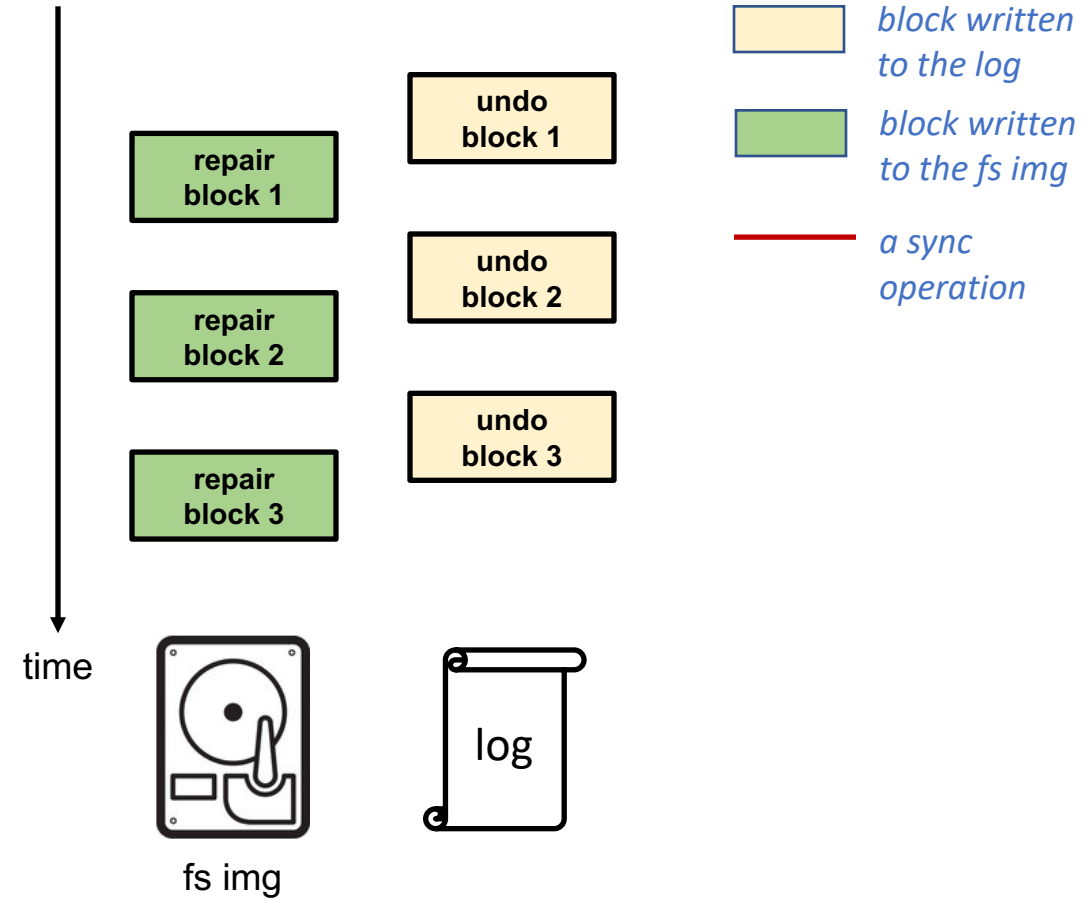 undo
block 1
repair
block 1
undo
block 2
repair
block 2
undo
block 3
repair
block 3
time
log
fs img
block written
to the log
block written
to the fs img
a sync
operation